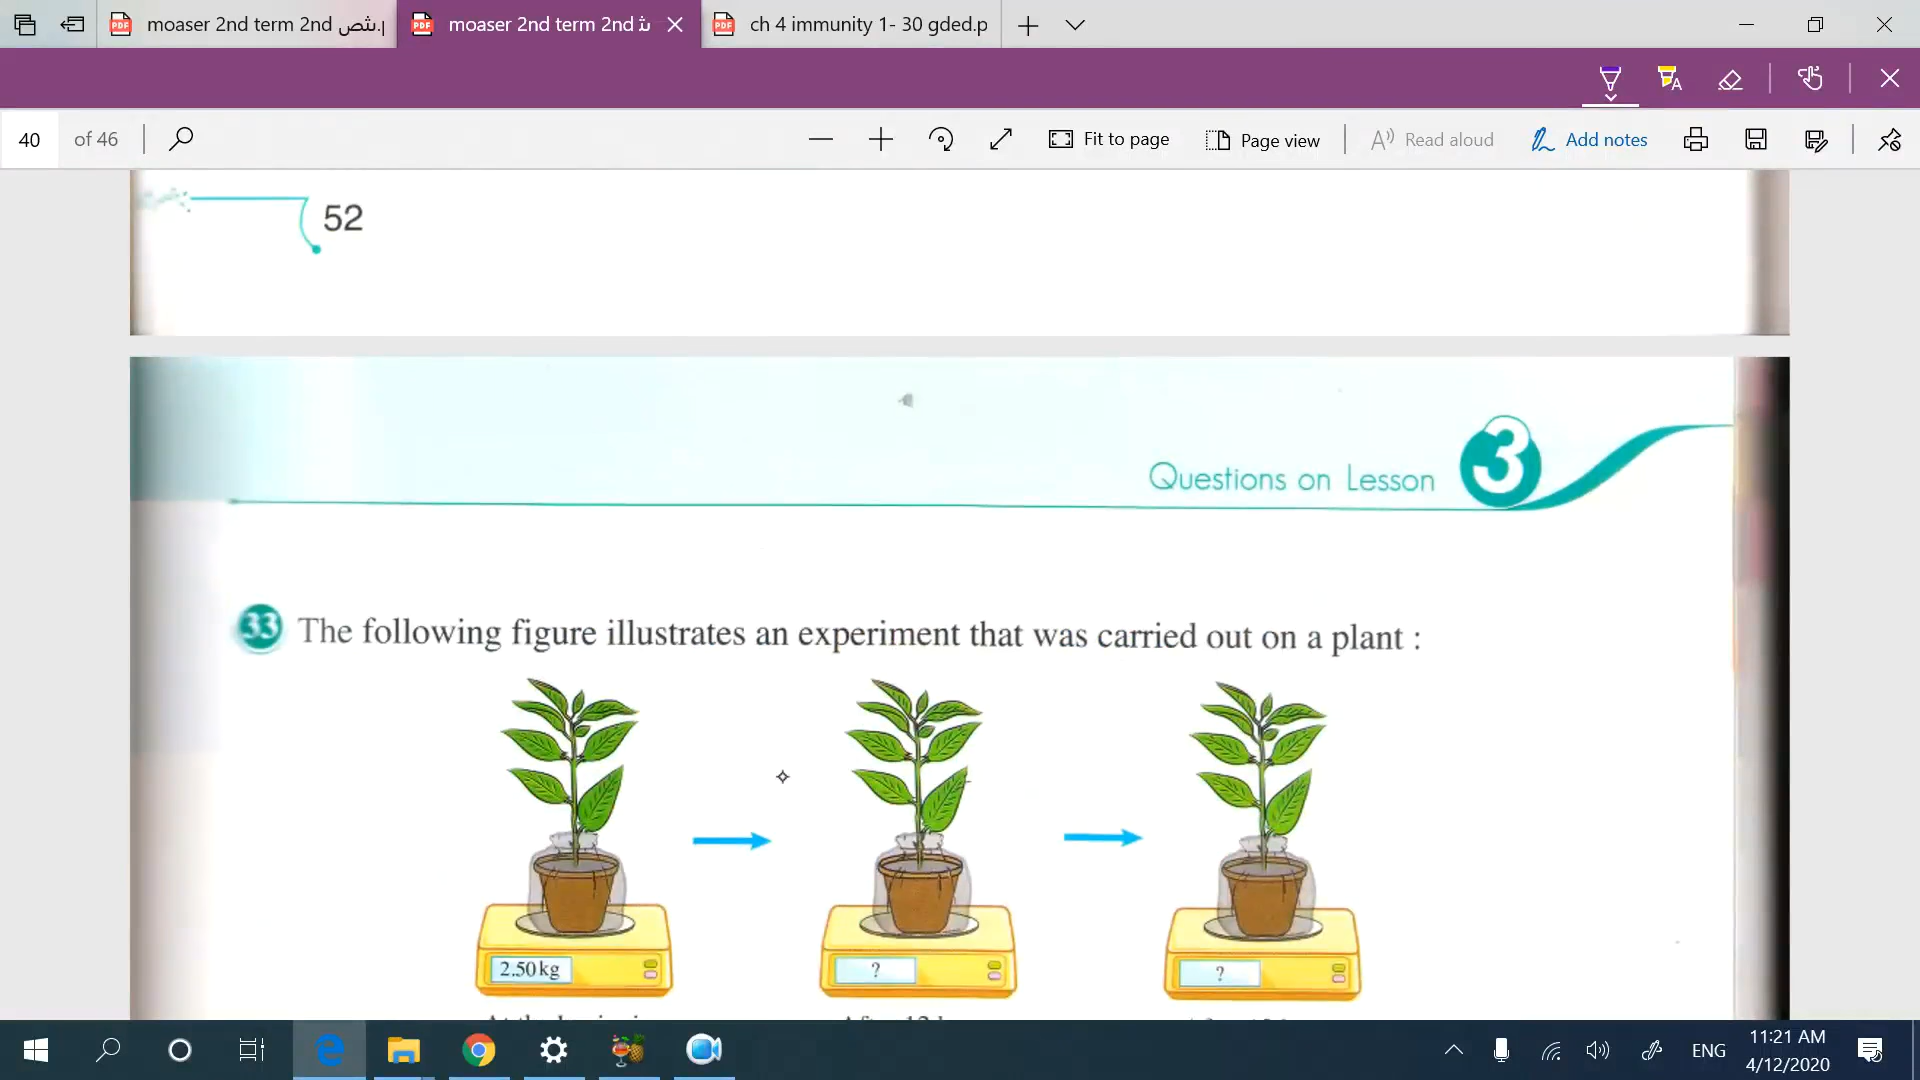 moaser 2nd term 2nd ثص.p
moaser 2nd term 2nd ث
ch 4 immunity 1- 30 gded.p
40 of 46
Fit to page
Page view
Read aloud
Add notes
52
Questions on Lesson 3
33 The following figure illustrates an experiment that was carried out on a plant :
2.50 kg
?
?
ENG
11:21 AM
4/12/2020